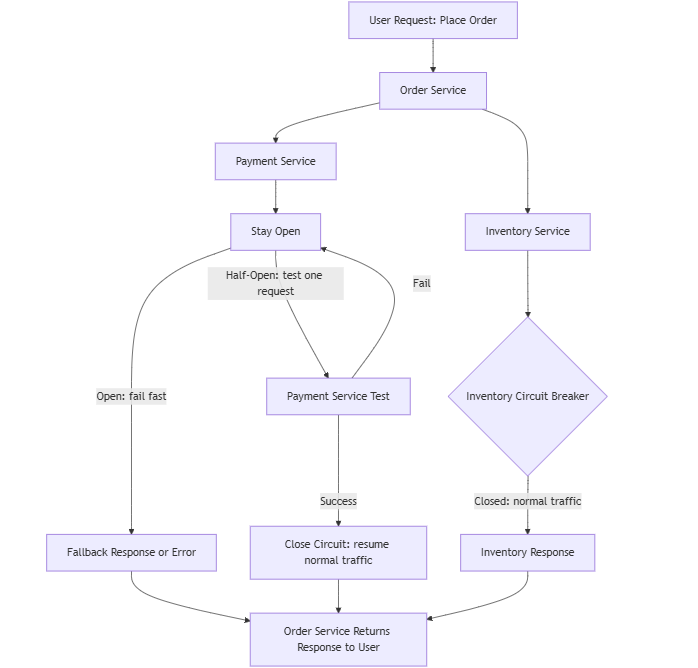 User Request: Place Order
Order Service
Payment Service
Stay Open
Inventory Service
Half-Open: test one
request
Fail
Open: fail fast
Payment Service Test
Inventory Circuit Breaker
Success
Closed: normal traffic
Fallback Response or Error
Close Circuit: resume
normal traffic
Inventory Response
Order Service Returns
Response to User